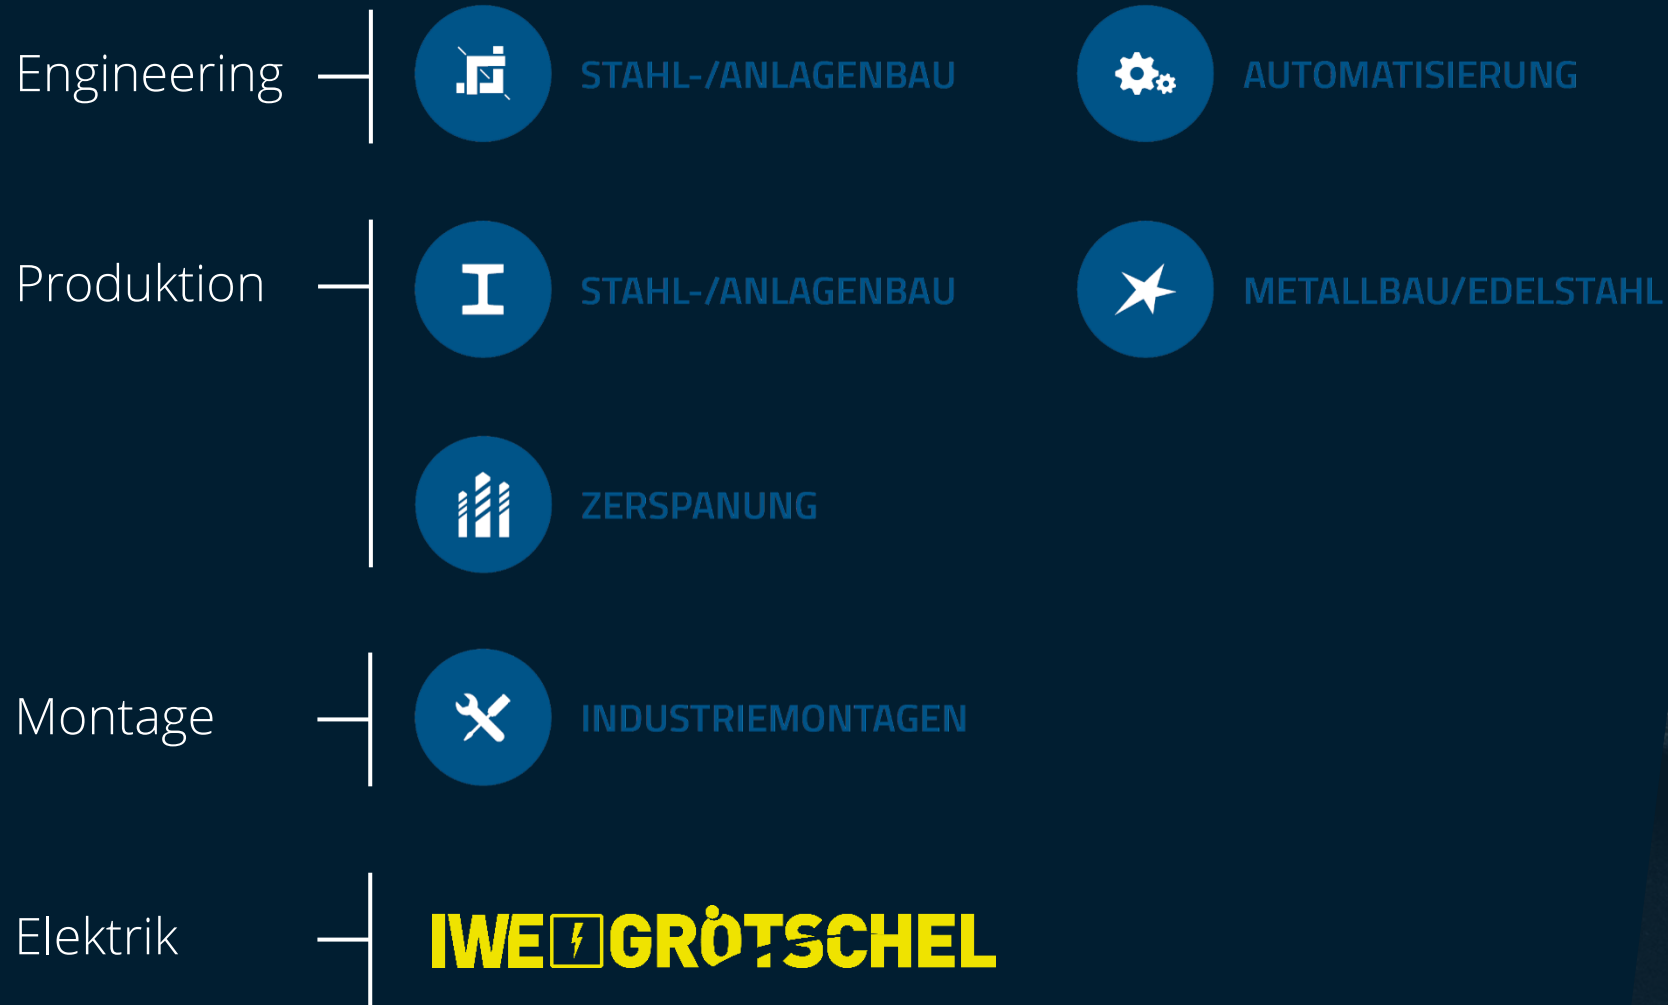 Engineering
STAHL-/ANLAGENBAU
AUTOMATISIERUNG
Produktion
STAHL-/ANLAGENBAU
METALLBAU/EDELSTAHL
ZERSPANUNG
Montage
INDUSTRIEMONTAGEN
Elektrik
IWE GRÖTSCHEL